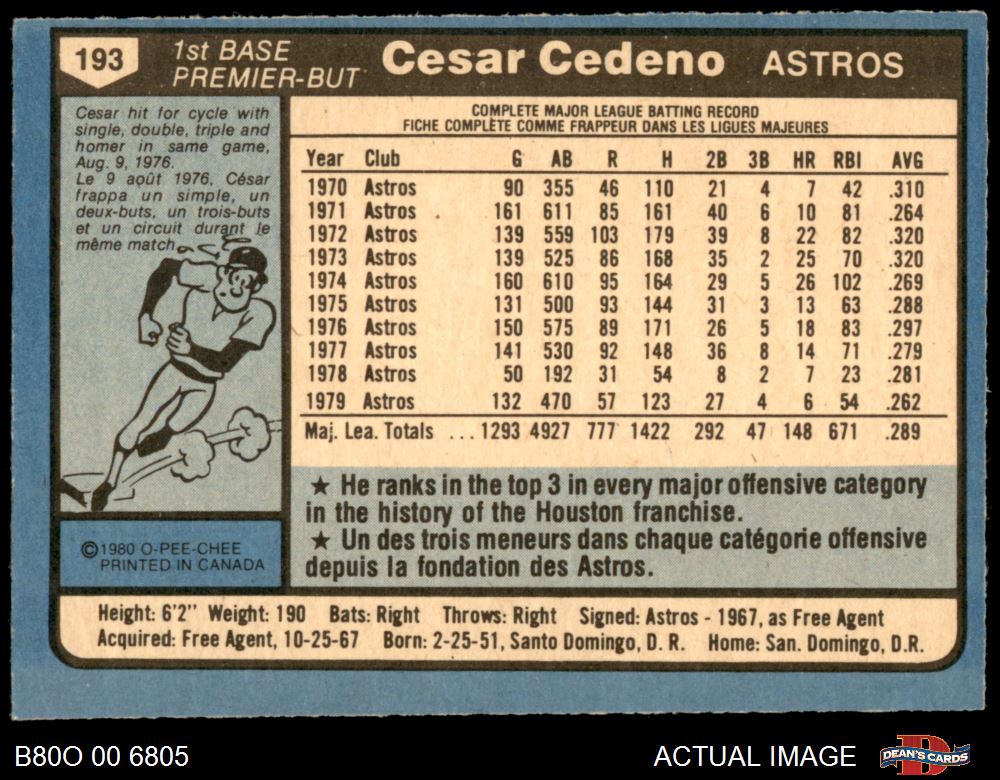 193
1st BASE
PREMIER-BUT
Cesar Cedeno ASTROS
Cesar hit for cycle with
single, double, triple and
homer in same game,
Aug. 9, 1976.
Le 9 août 1976, César
frappa un simple, un
deux-buts, un trois-buts
et un circuit durant le
même match.
COMPLETE MAJOR LEAGUE BATTING RECORD
FICHE COMPLÈTE COMME FRAPPEUR DANS LES LIGUES MAJEURES
Year Club G AB R H 2B 3B HR RBI AVG
1970 Astros 90 355 46 110 21 4 7 42 .310
1971 Astros 161 611 85 161 40 6 10 81 .264
1972 Astros 139 559 103 179 39 8 22 82 .320
1973 Astros 139 525 86 168 35 2 25 70 .320
1974 Astros 160 610 95 164 29 5 26 102 .269
1975 Astros 131 500 93 144 31 3 13 63 .288
1976 Astros 150 575 89 171 26 5 18 83 .297
1977 Astros 141 530 92 148 36 8 14 71 .279
1978 Astros 50 192 31 54 8 2 7 23 .281
1979 Astros 132 470 57 123 27 4 6 54 .262
Maj. Lea. Totals ... 1293 4927 777 1422 292 47 148 671 .289
★ He ranks in the top 3 in every major offensive category
in the history of the Houston franchise.
★ Un des trois meneurs dans chaque catégorie offensive
depuis la fondation des Astros.
©1980 O-PEE-CHEE
PRINTED IN CANADA
Height: 6'2" Weight: 190 Bats: Right Throws: Right Signed: Astros - 1967, as Free Agent
Acquired: Free Agent, 10-25-67 Born: 2-25-51, Santo Domingo, D. R. Home: San. Domingo, D.R.
B80O 00 6805
ACTUAL IMAGE
DEAN'S CARDS